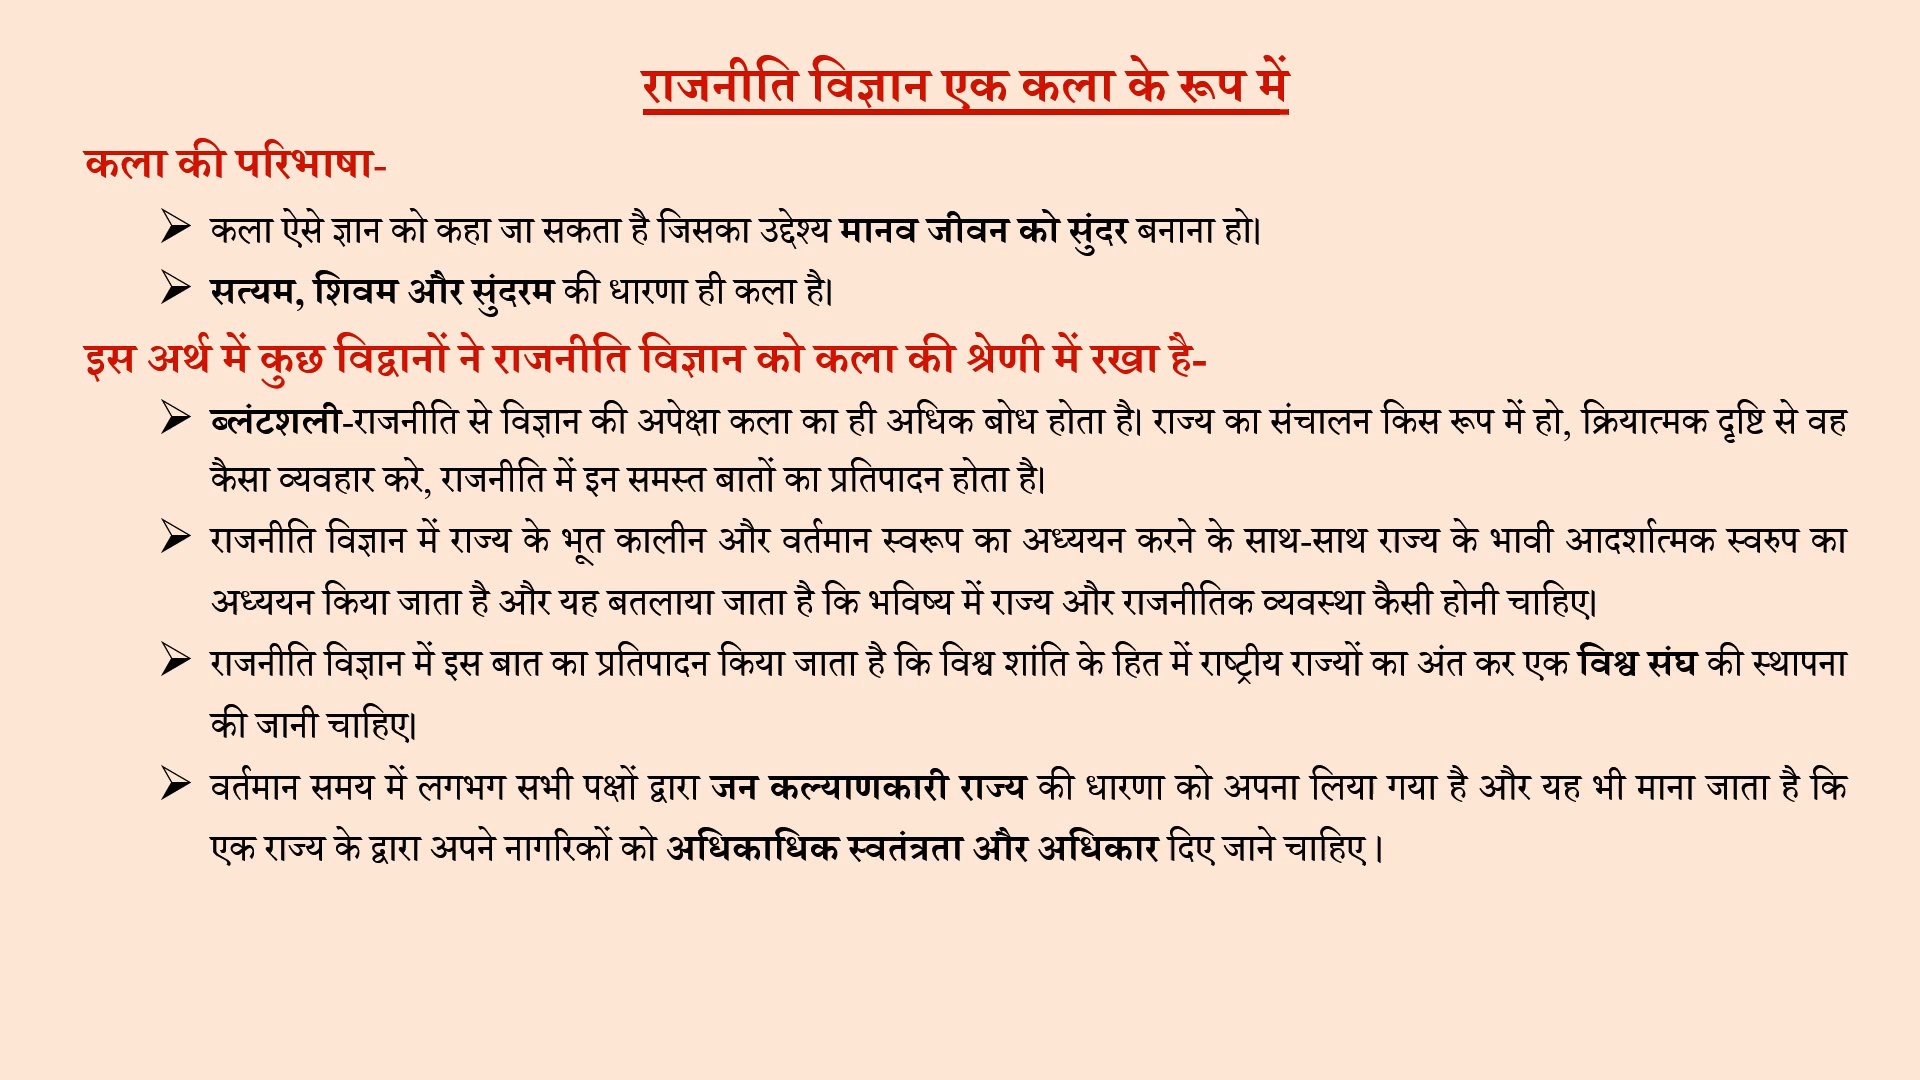 राजनीति विज्ञान एक कला के रूप में
कला की परिभाषा-
➢ कला ऐसे ज्ञान को कहा जा सकता है जिसका उद्देश्य मानव जीवन को सुंदर बनाना हो।
➢ सत्यम, शिवम और सुंदरम की धारणा ही कला है।
इस अर्थ में कुछ विद्वानों ने राजनीति विज्ञान को कला की श्रेणी में रखा है-
➢ ब्लंटशली-राजनीति से विज्ञान की अपेक्षा कला का ही अधिक बोध होता है। राज्य का संचालन किस रूप में हो, क्रियात्मक दृष्टि से वह
कैसा व्यवहार करे, राजनीति में इन समस्त बातों का प्रतिपादन होता है।
➢ राजनीति विज्ञान में राज्य के भूत कालीन और वर्तमान स्वरूप का अध्ययन करने के साथ-साथ राज्य के भावी आदर्शात्मक स्वरुप का
अध्ययन किया जाता है और यह बतलाया जाता है कि भविष्य में राज्य और राजनीतिक व्यवस्था कैसी होनी चाहिए।
➢ राजनीति विज्ञान में इस बात का प्रतिपादन किया जाता है कि विश्व शांति के हित में राष्ट्रीय राज्यों का अंत कर एक विश्व संघ की स्थापना
की जानी चाहिए।
➢ वर्तमान समय में लगभग सभी पक्षों द्वारा जन कल्याणकारी राज्य की धारणा को अपना लिया गया है और यह भी माना जाता है कि
एक राज्य के द्वारा अपने नागरिकों को अधिकाधिक स्वतंत्रता और अधिकार दिए जाने चाहिए ।